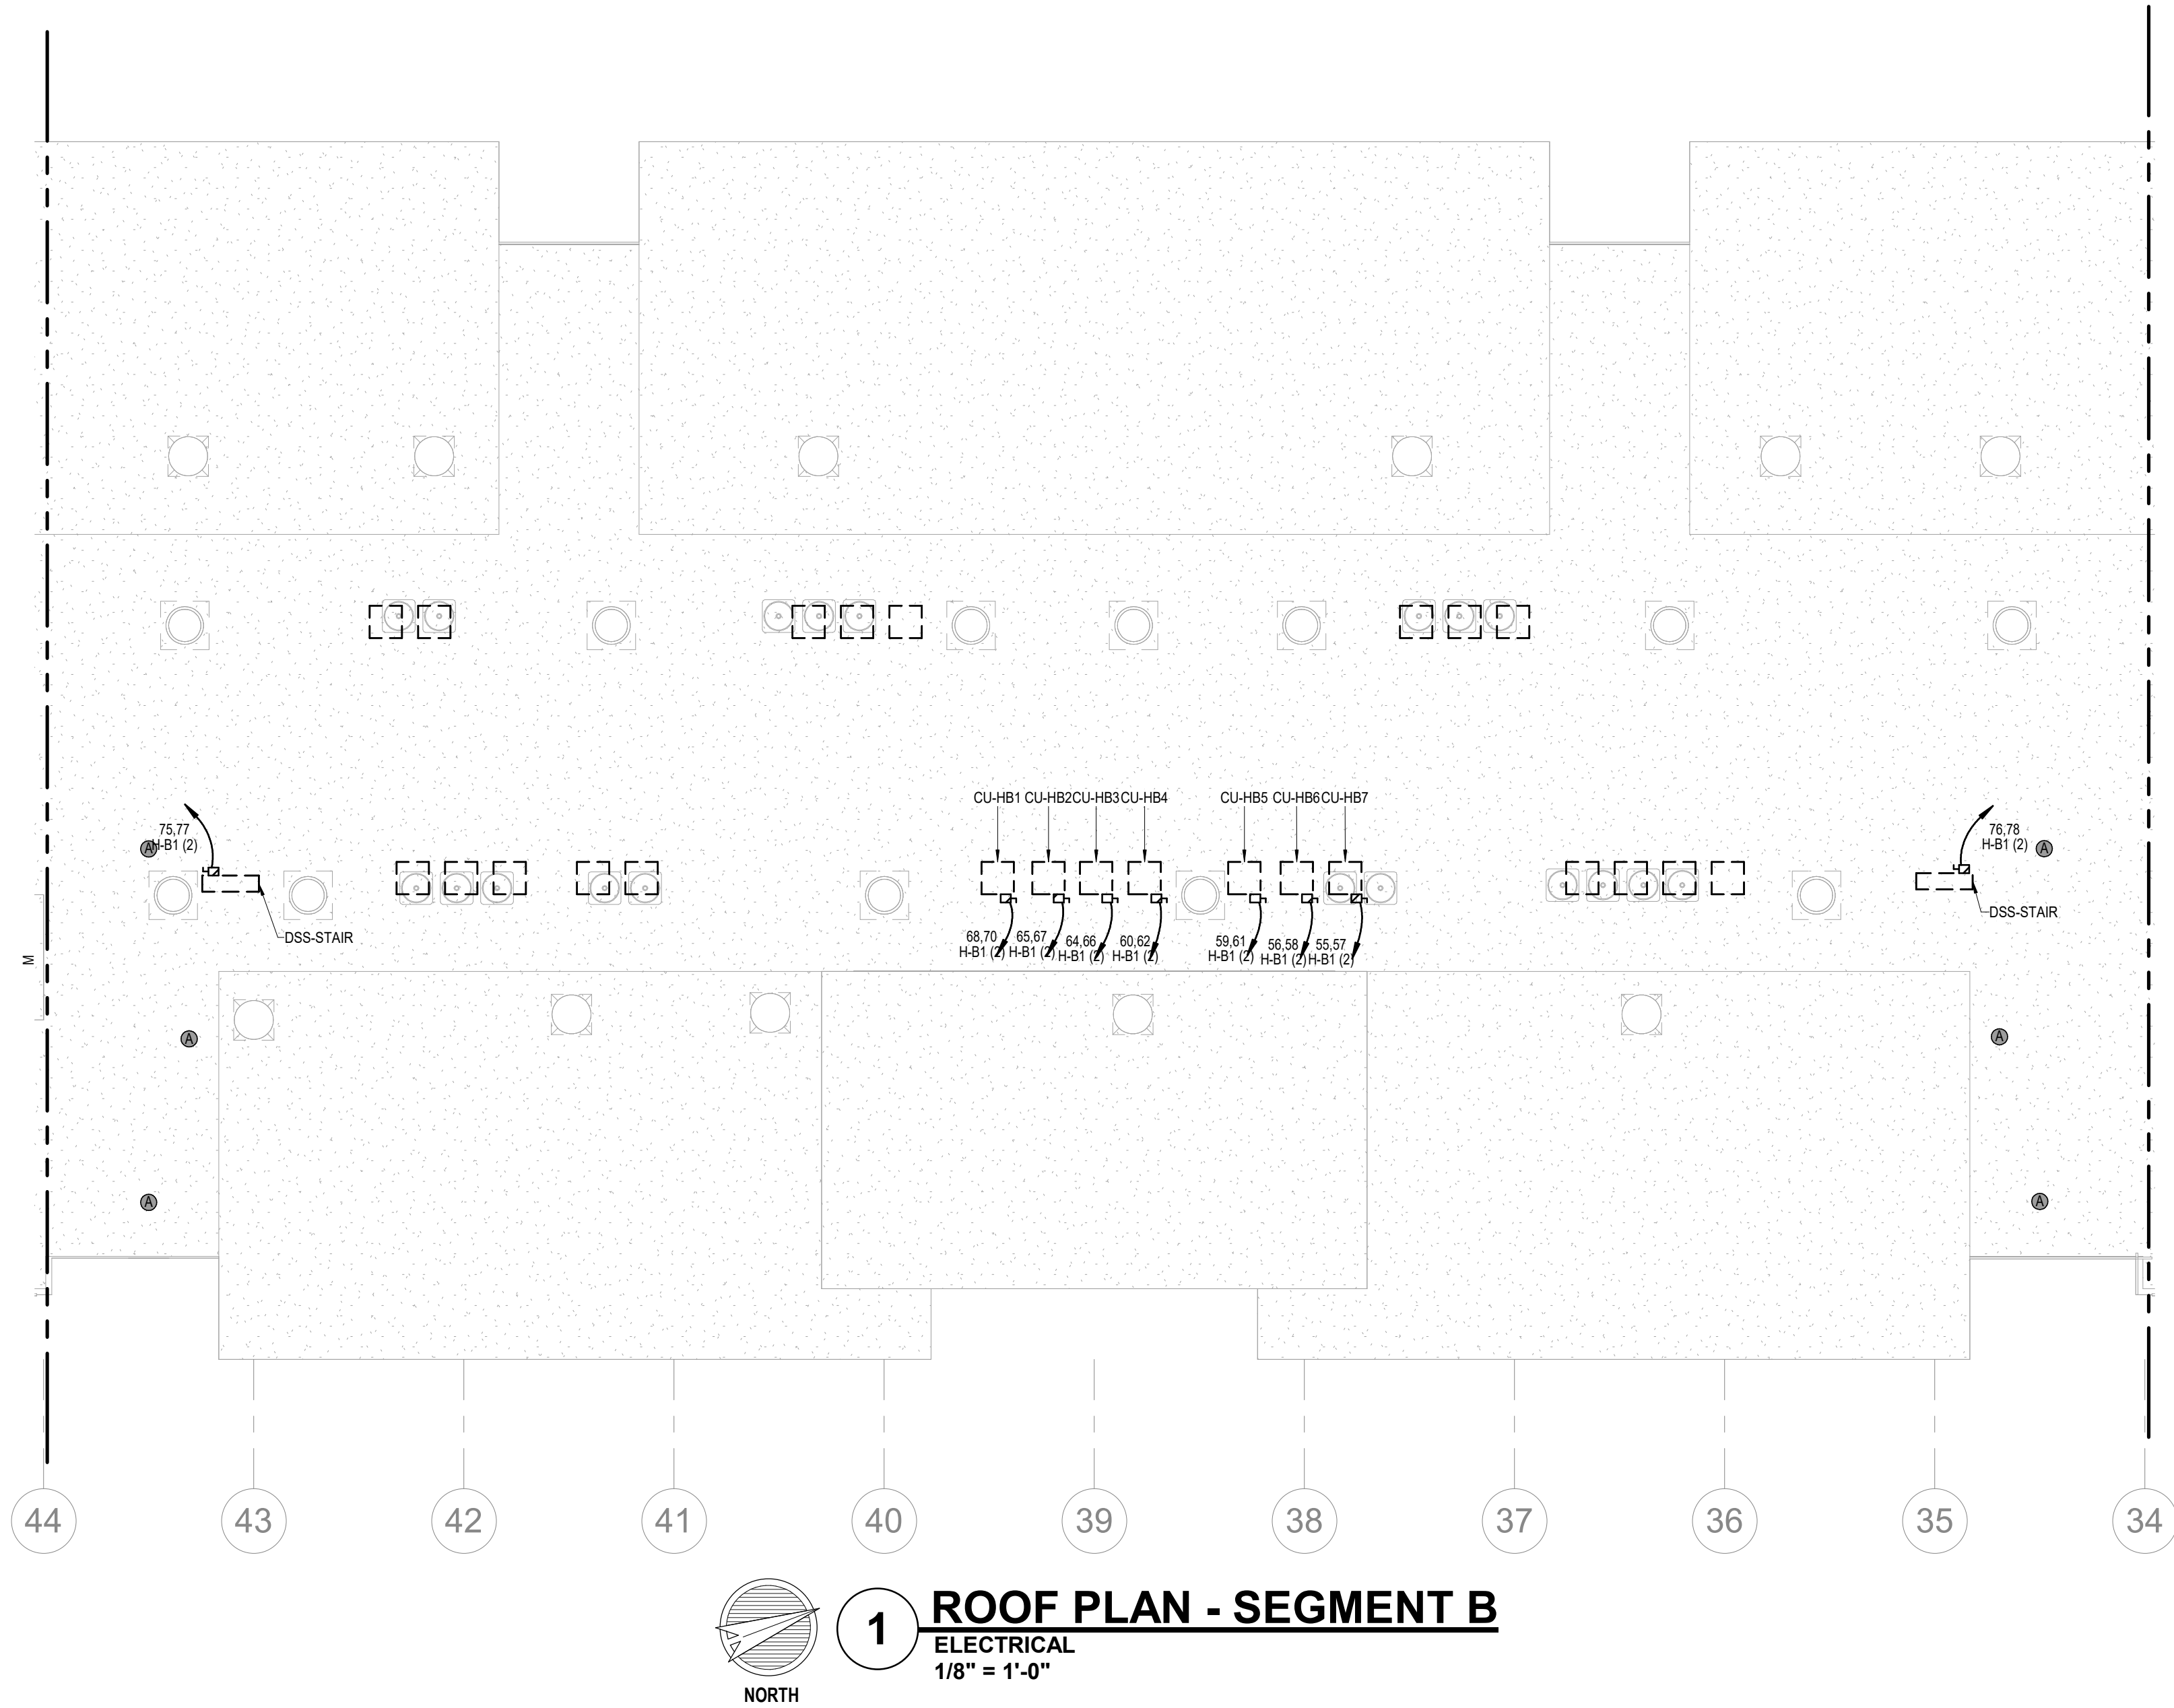 CU-HB1 CU-HB2 CU-HB3 CU-HB4 CU-HB5 CU-HB6 CU-HB7
75,77
H-B1 (2)
A
76,78
H-B1 (2)
A
DSS-STAIR
DSS-STAIR
68,70
H-B1 (2)
65,67
H-B1 (2)
64,66
H-B1 (2)
60,62
H-B1 (2)
59,61
H-B1 (2)
56,58
H-B1 (2)
55,57
H-B1 (2)
M
A
A
A
A
44 43 42 41 40 39 38 37 36 35 34
1
ROOF PLAN - SEGMENT B
ELECTRICAL
1/8" = 1'-0"
NORTH